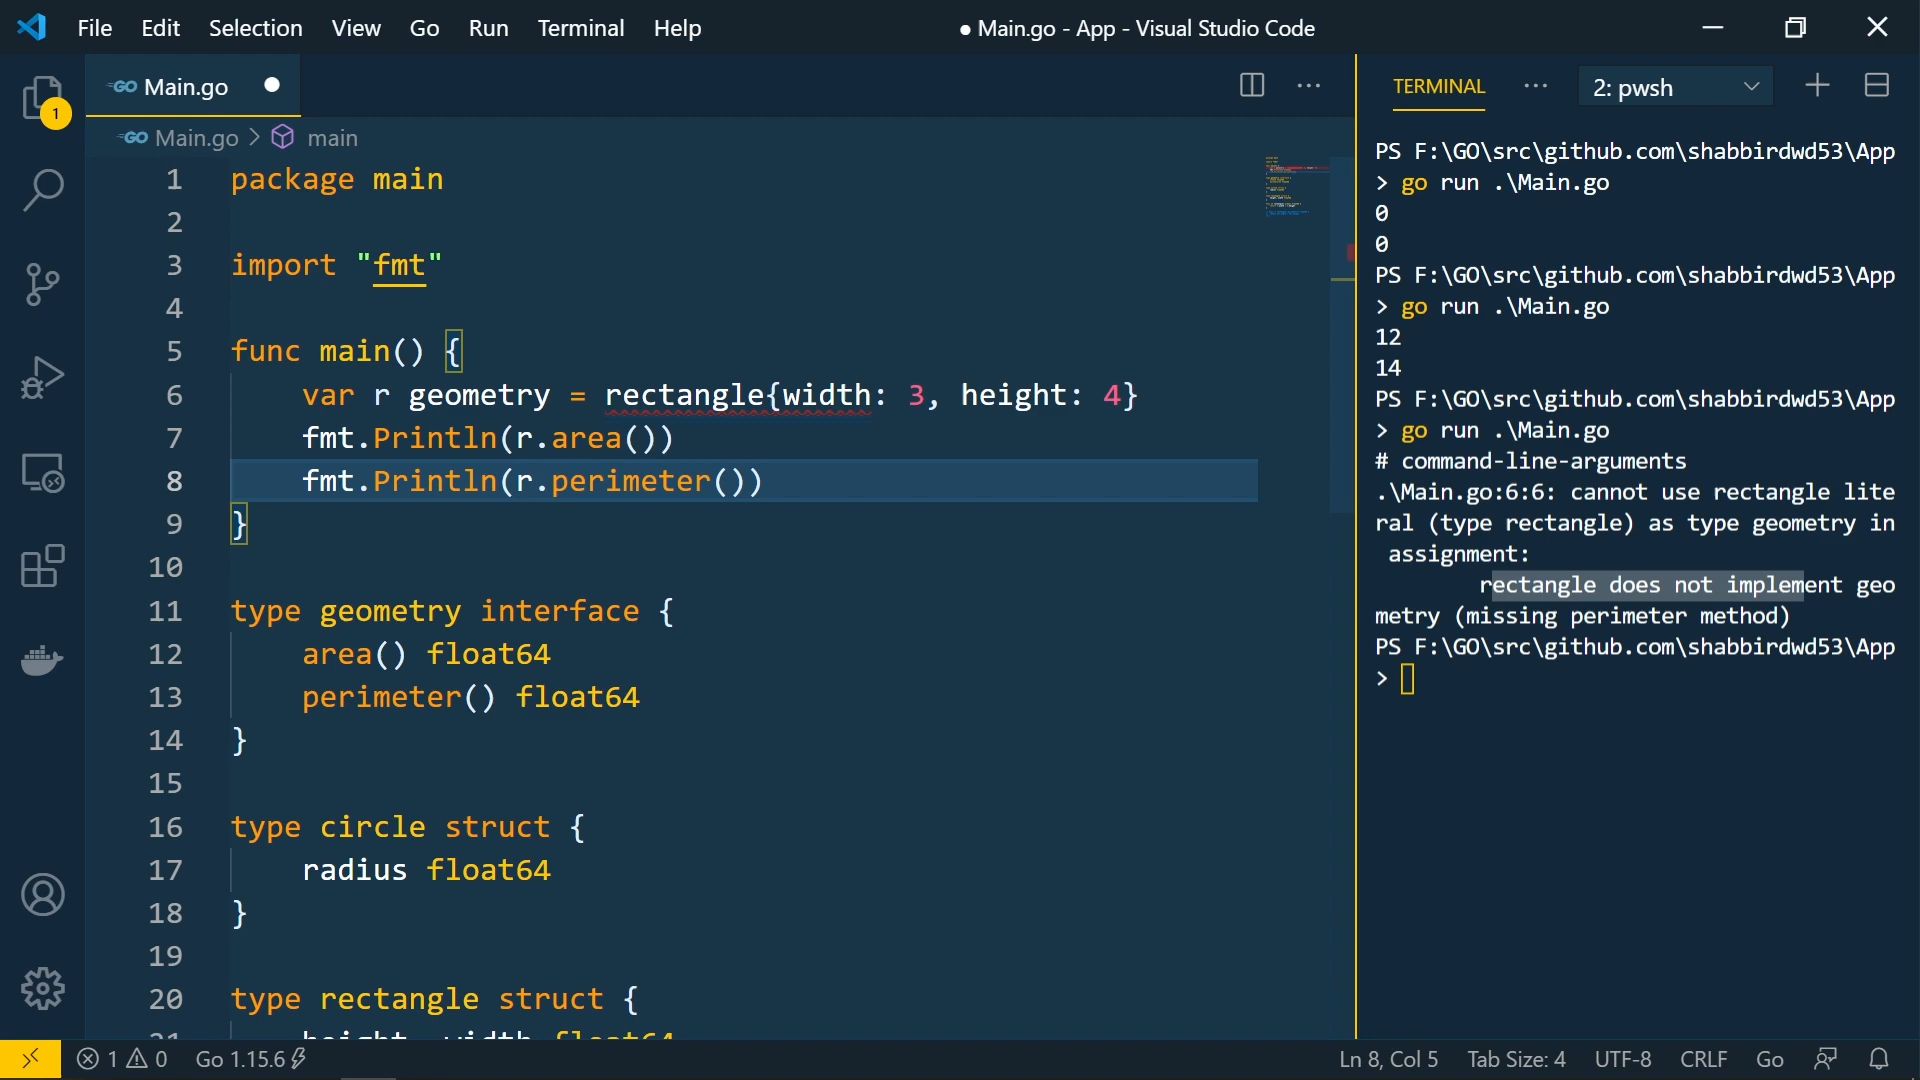 File Edit Selection View Go Run Terminal Help
● Main.go - App - Visual Studio Code
GO Main.go ●
1
GO Main.go > main
1 package main
2
3 import "fmt"
4
5 func main() {
6 var r geometry = rectangle{width: 3, height: 4}
7 fmt.Println(r.area())
8 fmt.Println(r.perimeter())
9 }
10
11 type geometry interface {
12 area() float64
13 perimeter() float64
14 }
15
16 type circle struct {
17 radius float64
18 }
19
20 type rectangle struct {
21 height, width float64
TERMINAL ··· 2: pwsh
PS F:\GO\src\github.com\shabbirdwd53\App
> go run .\Main.go
0
0
PS F:\GO\src\github.com\shabbirdwd53\App
> go run .\Main.go
12
14
PS F:\GO\src\github.com\shabbirdwd53\App
> go run .\Main.go
# command-line-arguments
.\Main.go:6:6: cannot use rectangle lite
ral (type rectangle) as type geometry in
assignment:
rectangle does not implement geo
metry (missing perimeter method)
PS F:\GO\src\github.com\shabbirdwd53\App
>
1 0 Go 1.15.6
Ln 8, Col 5 Tab Size: 4 UTF-8 CRLF Go